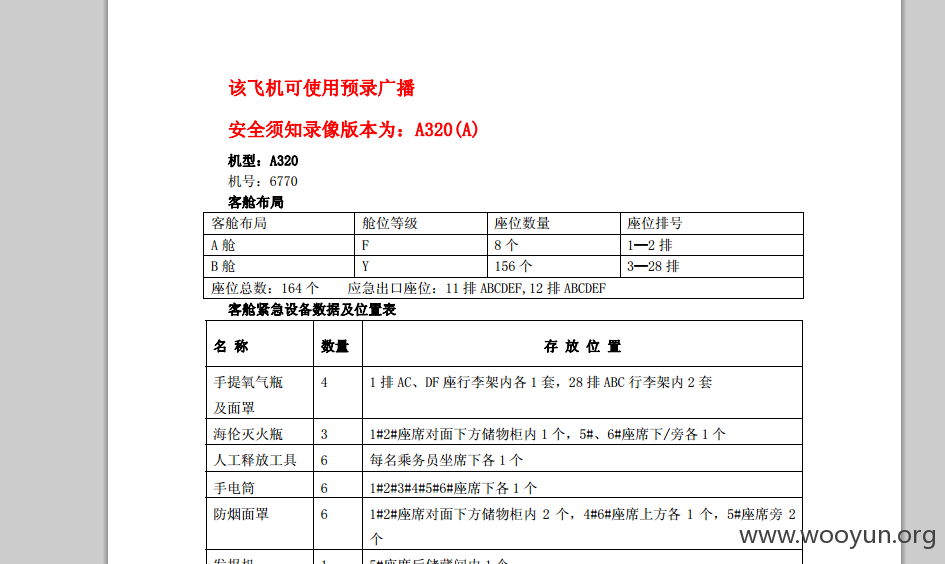 该飞机可使用预录广播
安全须知录像版本为：A320(A)
机型：A320
机号：6770
客舱布局
客舱布局 舱位等级 座位数量 座位排号
A 舱 F 8 个 1—2 排
B 舱 Y 156 个 3—28 排
座位总数：164 个 应急出口座位：11 排 ABCDEF,12 排 ABCDEF
客舱紧急设备数据及位置表
名 称 数量 存 放 位 置
手提氧气瓶 4 1 排 AC、DF 座行李架内各 1 套，28 排 ABC 行李架内 2 套
及面罩
海伦灭火瓶 3 1#2#座席对面下方储物柜内 1 个，5#、6#座席下/旁各 1 个
人工释放工具 6 每名乘务员坐席下各 1 个
手电筒 6 1#2#3#4#5#6#座席下各 1 个
防烟面罩 6 1#2#座席对面下方储物柜内 2 个，4#6#座席上方各 1 个，5#座席旁 2
个
www.wooyun.org